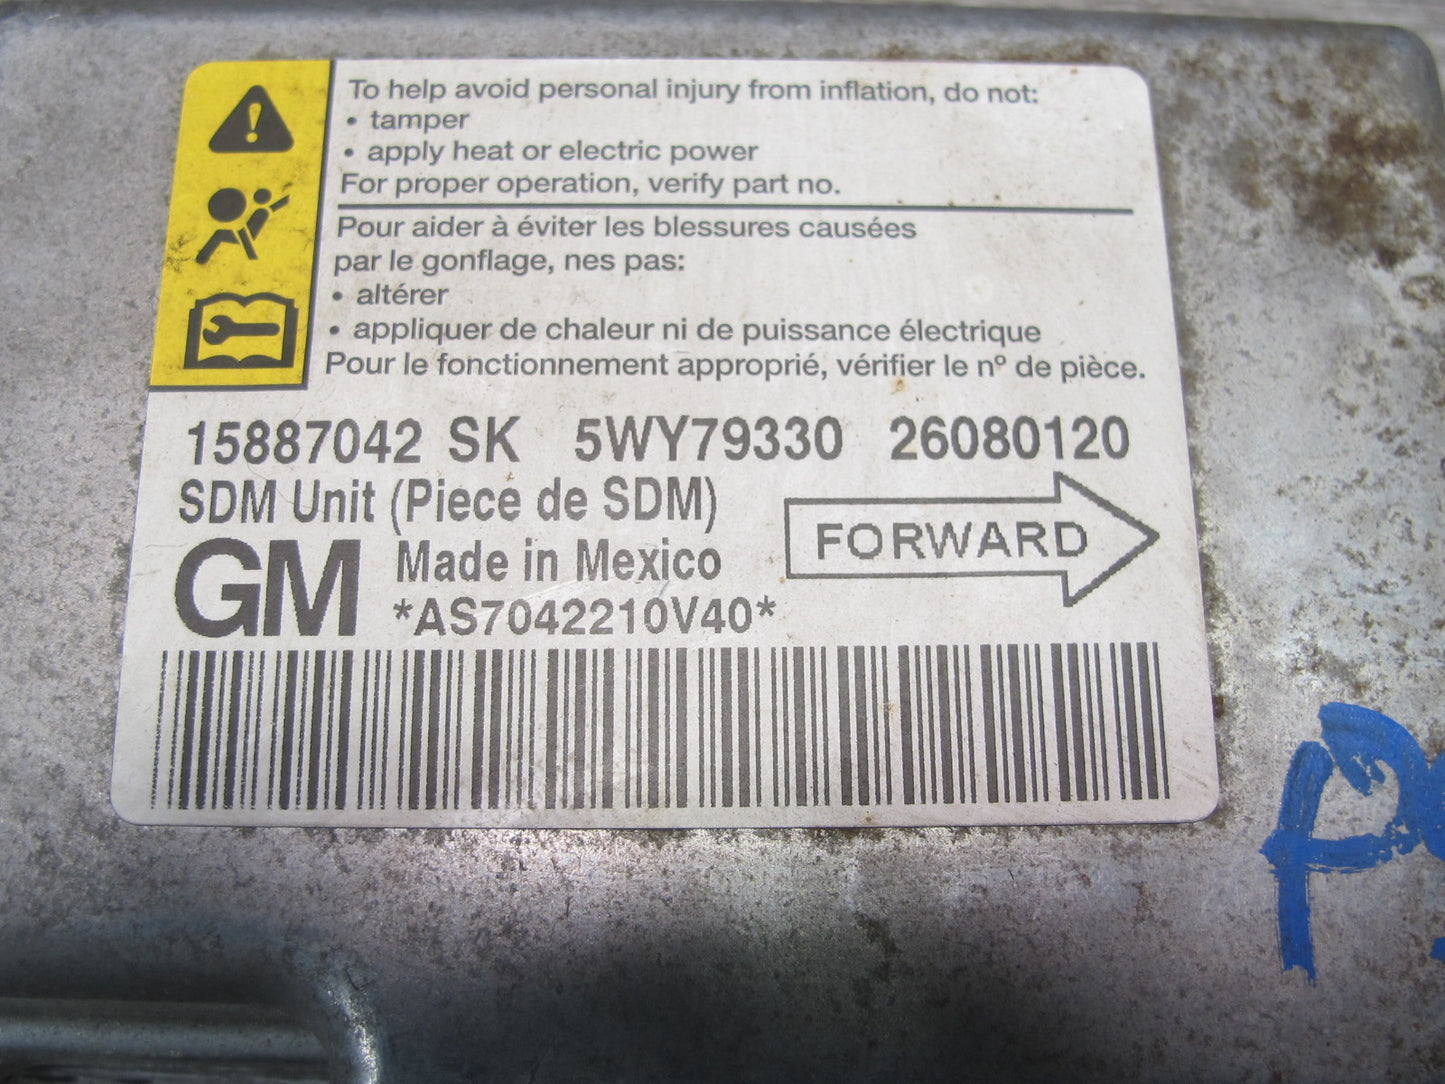 To help avoid personal injury from inflation, do not:
• tamper
• apply heat or electric power
For proper operation, verify part no.
Pour aider à éviter les blessures causées
par le gonflage, nes pas:
• altérer
• appliquer de chaleur ni de puissance électrique
Pour le fonctionnement approprié, vérifier le nº de pièce.
15887042 SK 5WY79330 26080120
SDM Unit (Piece de SDM)
FORWARD
GM Made in Mexico
*AS7042210V40*